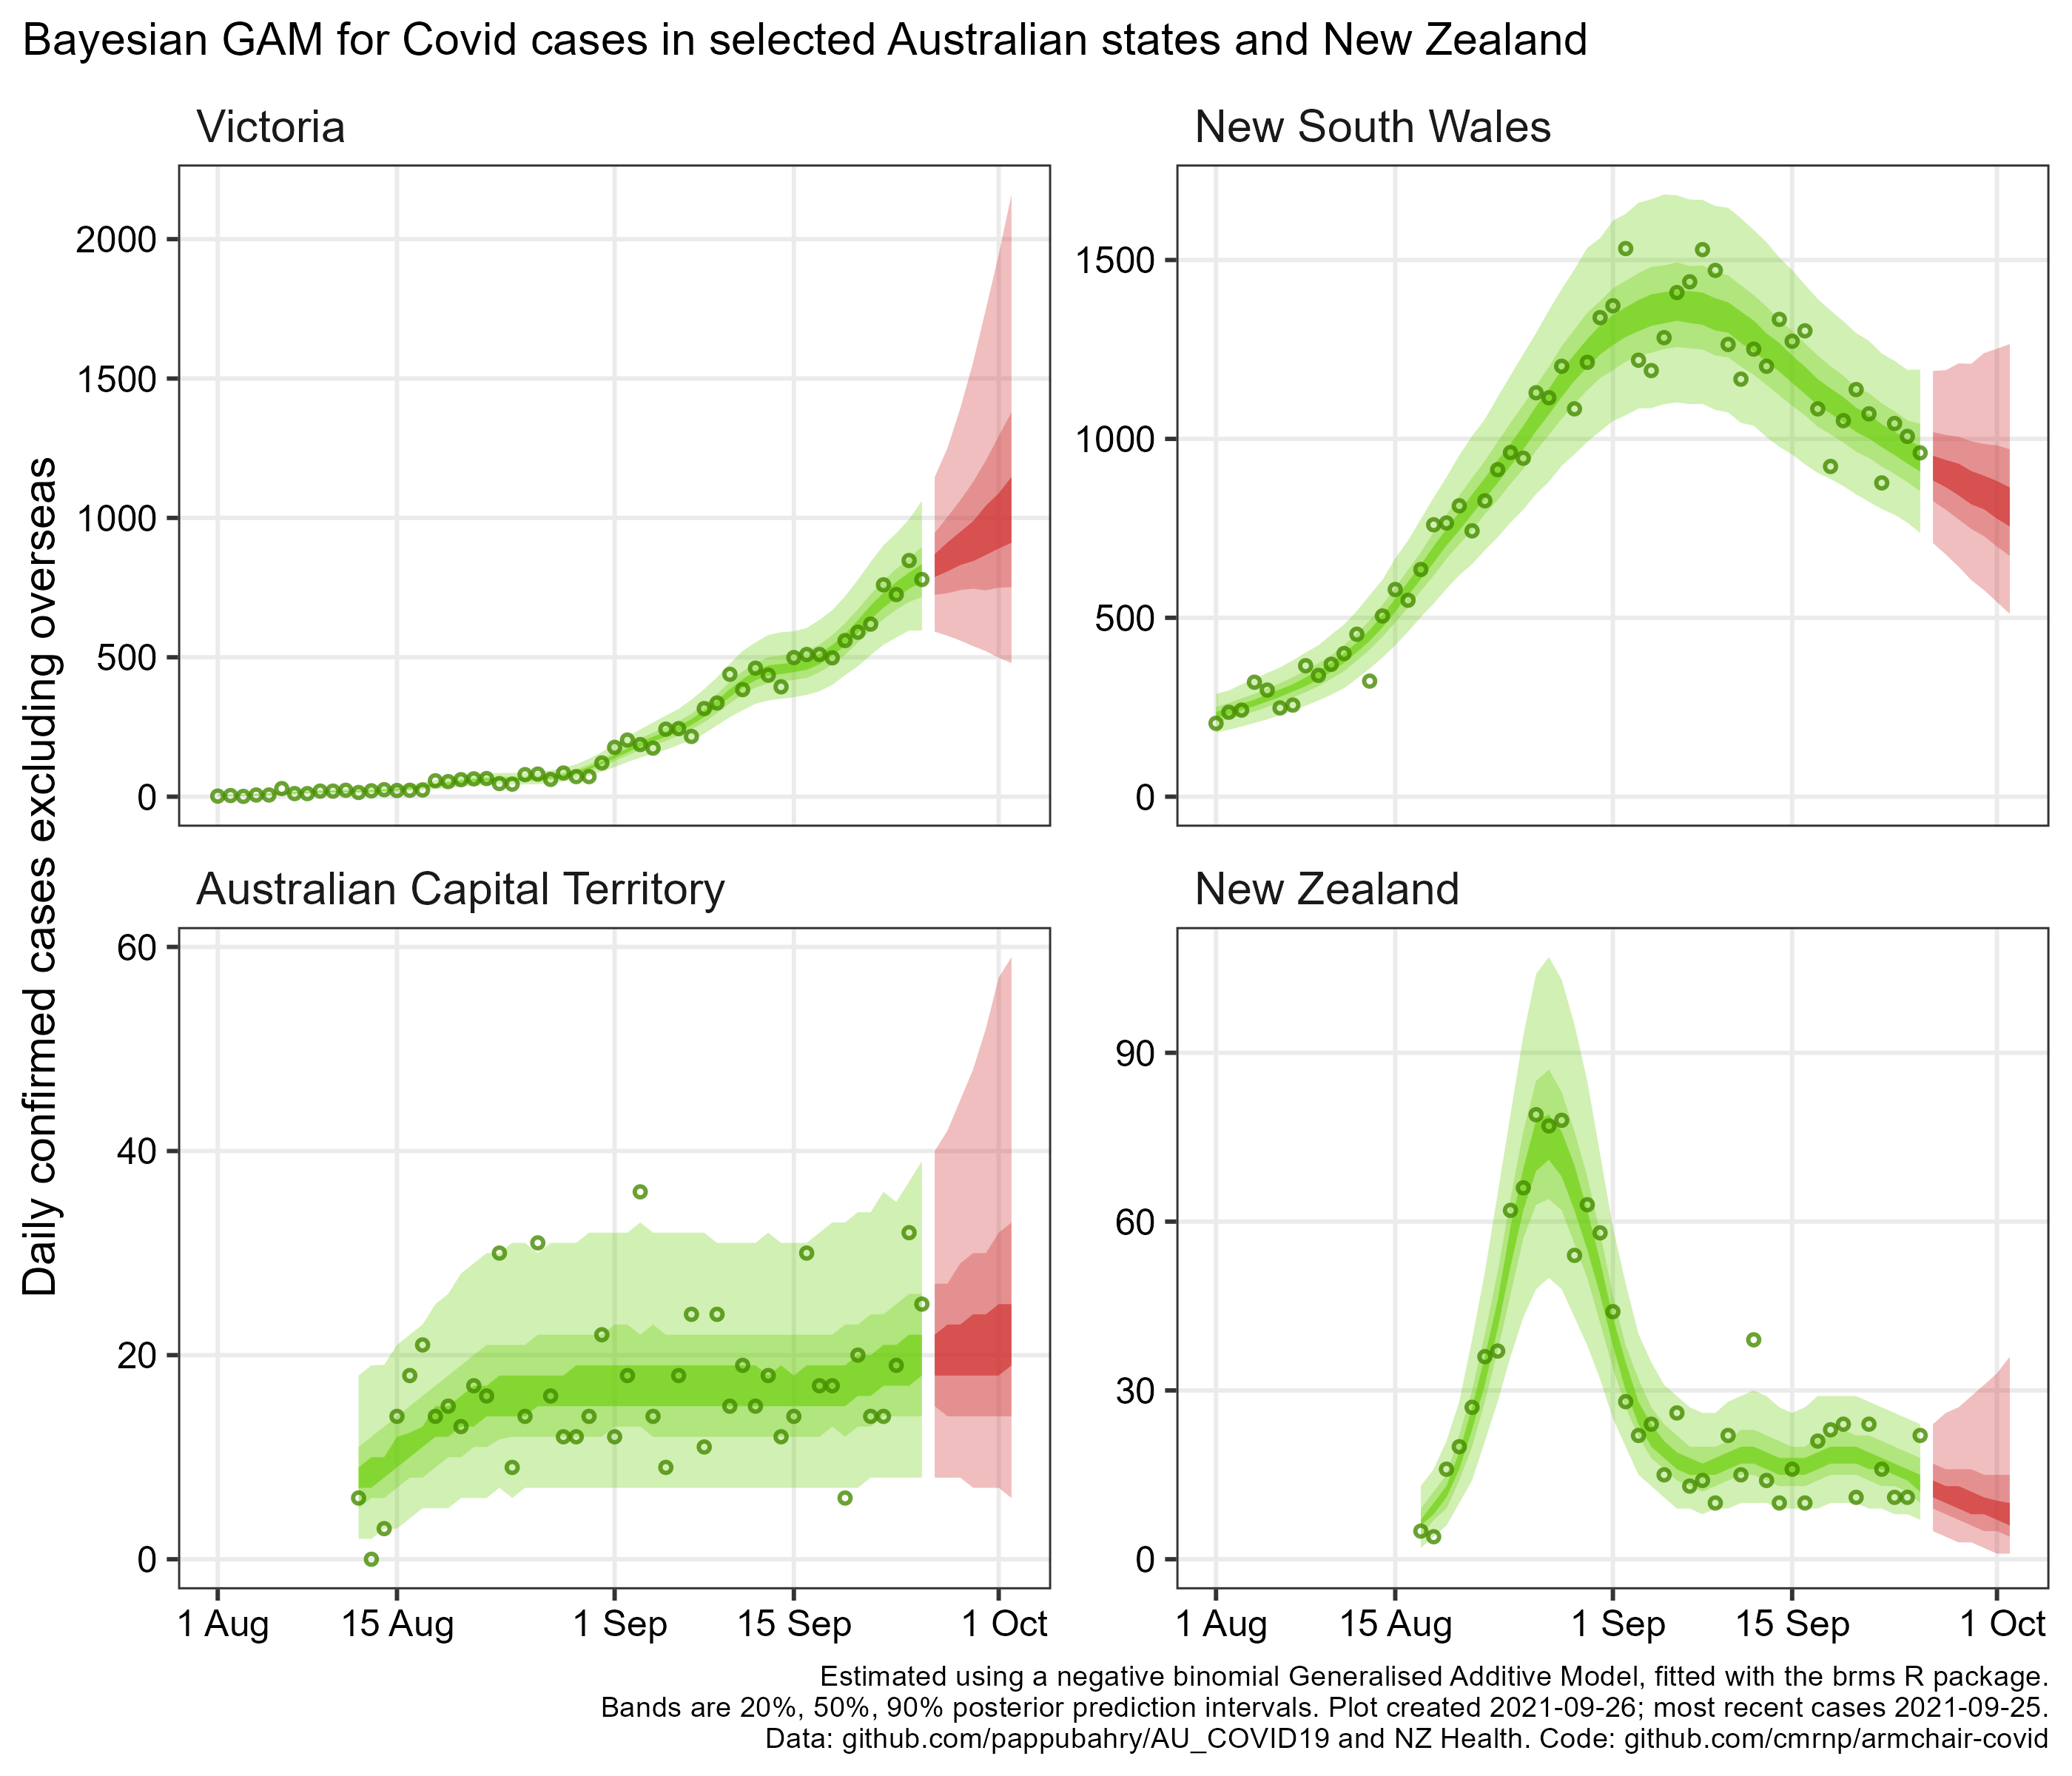 Bayesian GAM for Covid cases in selected Australian states and New Zealand
Daily confirmed cases excluding overseas
Victoria
2000
1500
1000
500
0
New South Wales
1500
1000
500
0
Australian Capital Territory
60
40
20
0
1 Aug 15 Aug 1 Sep 15 Sep 1 Oct
New Zealand
90
60
30
0
1 Aug 15 Aug 1 Sep 15 Sep 1 Oct
Estimated using a negative binomial Generalised Additive Model, fitted with the brms R package.
Bands are 20%, 50%, 90% posterior prediction intervals. Plot created 2021-09-26; most recent cases 2021-09-25.
Data: github.com/pappubahry/AU_COVID19 and NZ Health. Code: github.com/cmrnp/armchair-covid